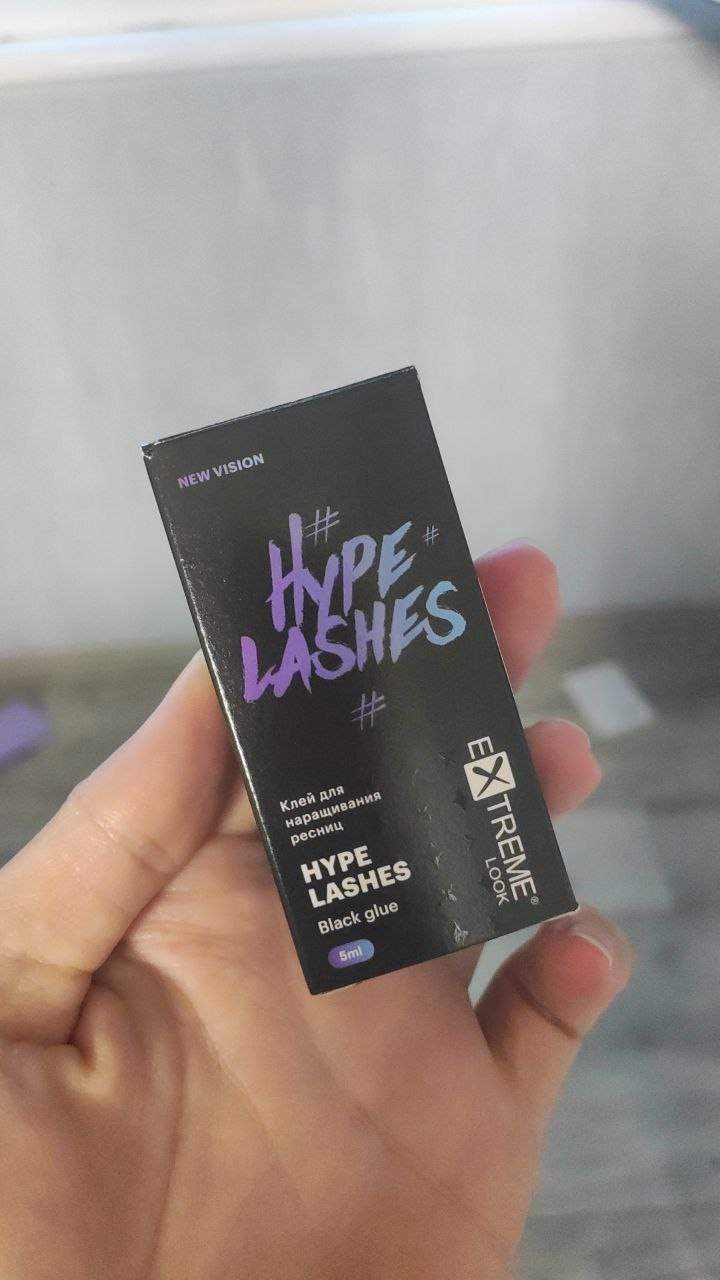 NEW VISION
#
HYPE #
LASHES
#
Клей для
наращивания
ресниц
HYPE
LASHES
Black glue
5ml
EXTREME
LOOK®